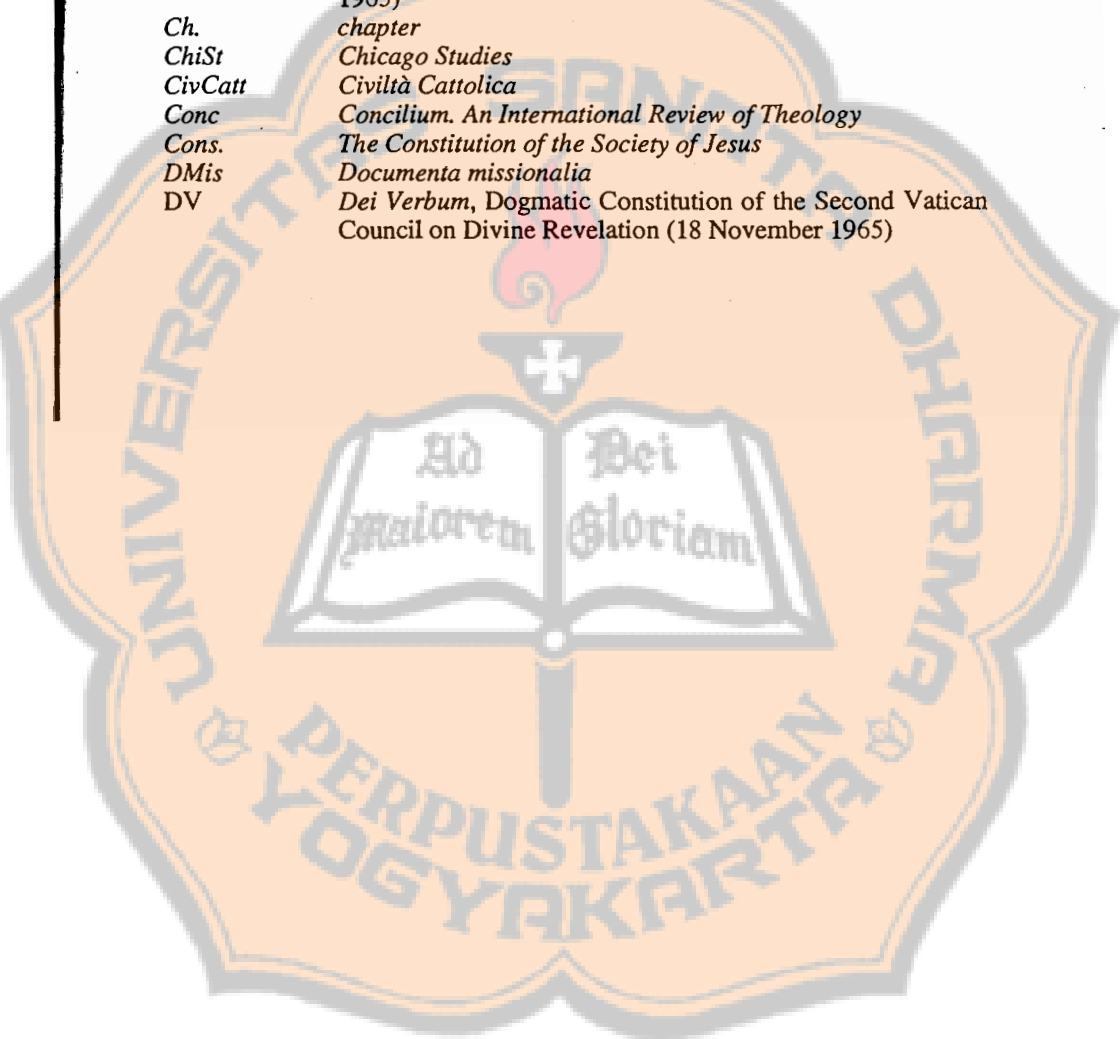 1965)
Ch. chapter
ChiSt Chicago Studies
CivCatt Civiltà Cattolica
Conc Concilium. An International Review of Theology
Cons. The Constitution of the Society of Jesus
DMis Documenta missionalia
DV Dei Verbum, Dogmatic Constitution of the Second Vatican
Council on Divine Revelation (18 November 1965)
UNIVERSITAS SANATA DHARMA
Ad Dei
maiorem Gloriam
PERPUSTAKAAN
YOGYAKARTA